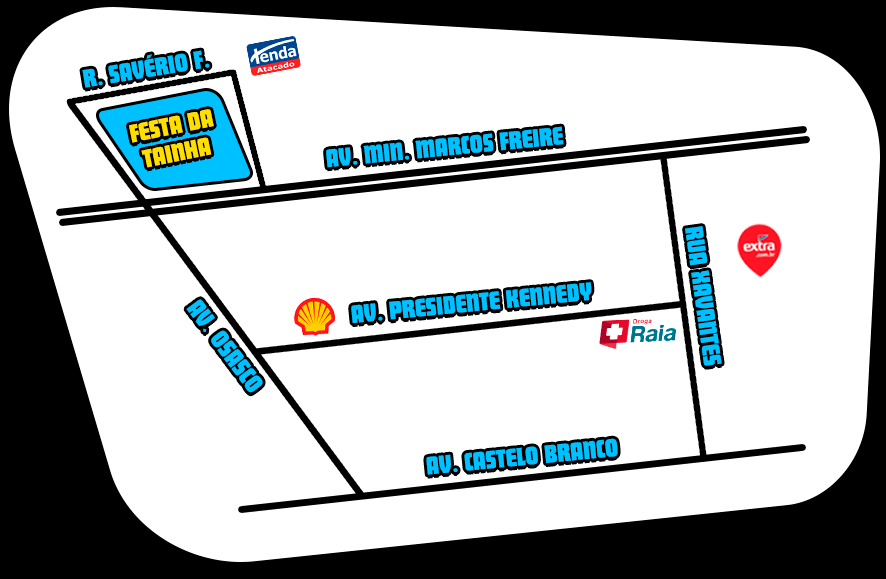 R. SAVÉRIO F.
Tenda
Atacado
FESTA DA
TAINHA
AV. MIN. MARCOS FREIRE
extra
.com.br
RUA XAVANTES
AV. PRESIDENTE KENNEDY
AV. OSASCO
Droga
Raia
AV. CASTELO BRANCO